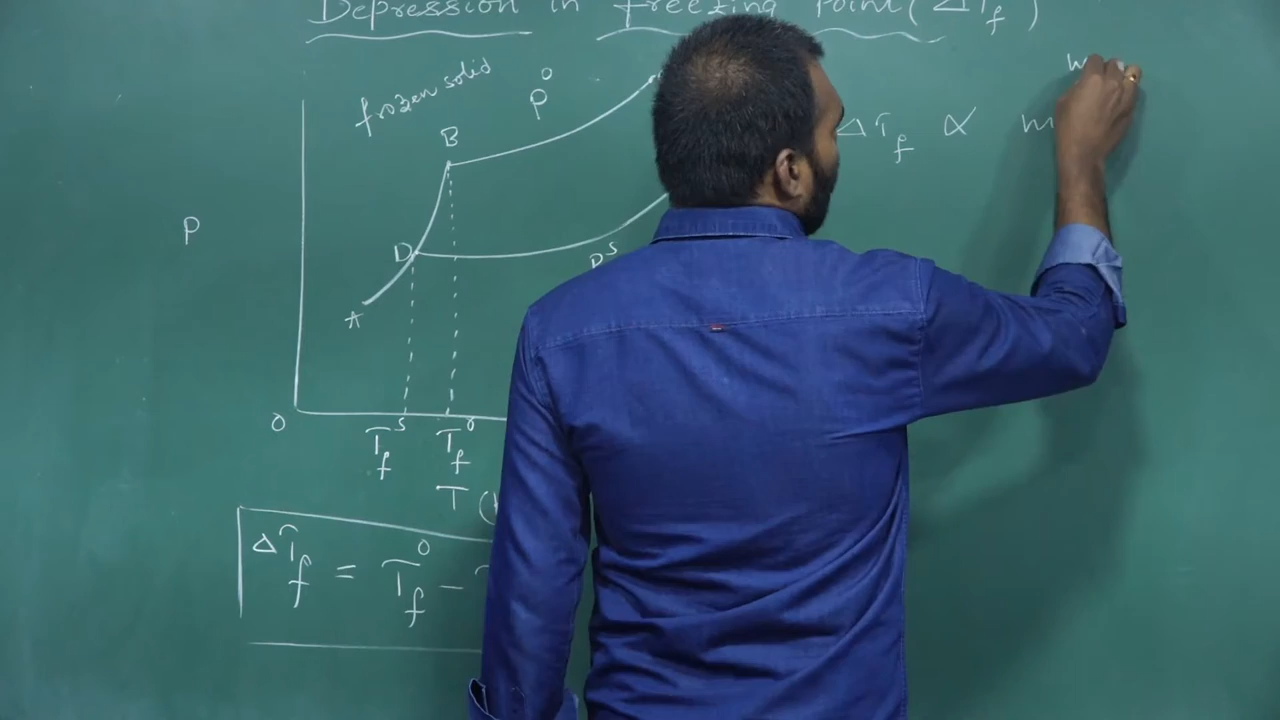 Depression in freezing point (ΔTf)
frozen solid
P°
B
ΔTf ∝ m
P
D
Pˢ
A
O
Tfˢ Tf°
T (
ΔTf = Tf° –